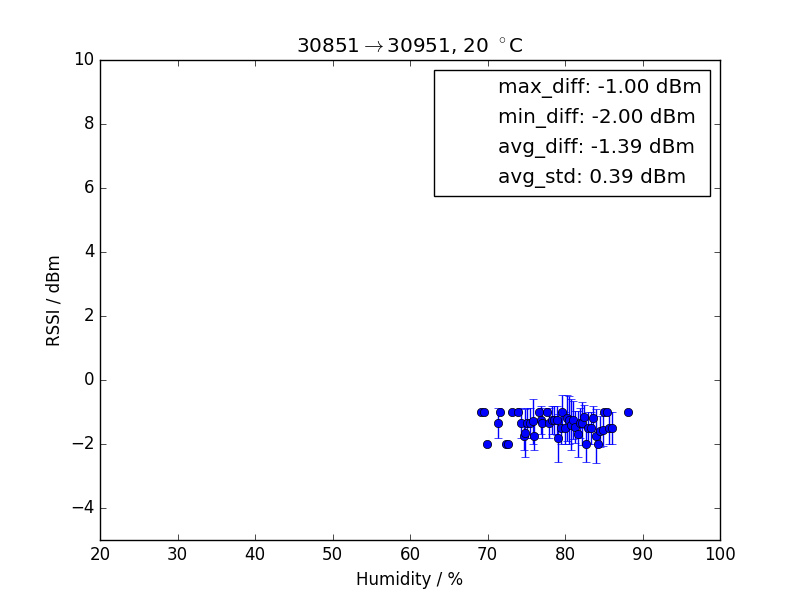 30851→30951, 20 °C
max_diff: -1.00 dBm
min_diff: -2.00 dBm
avg_diff: -1.39 dBm
avg_std: 0.39 dBm
10
8
6
4
2
0
−2
−4
RSSI / dBm
20 30 40 50 60 70 80 90 100
Humidity / %